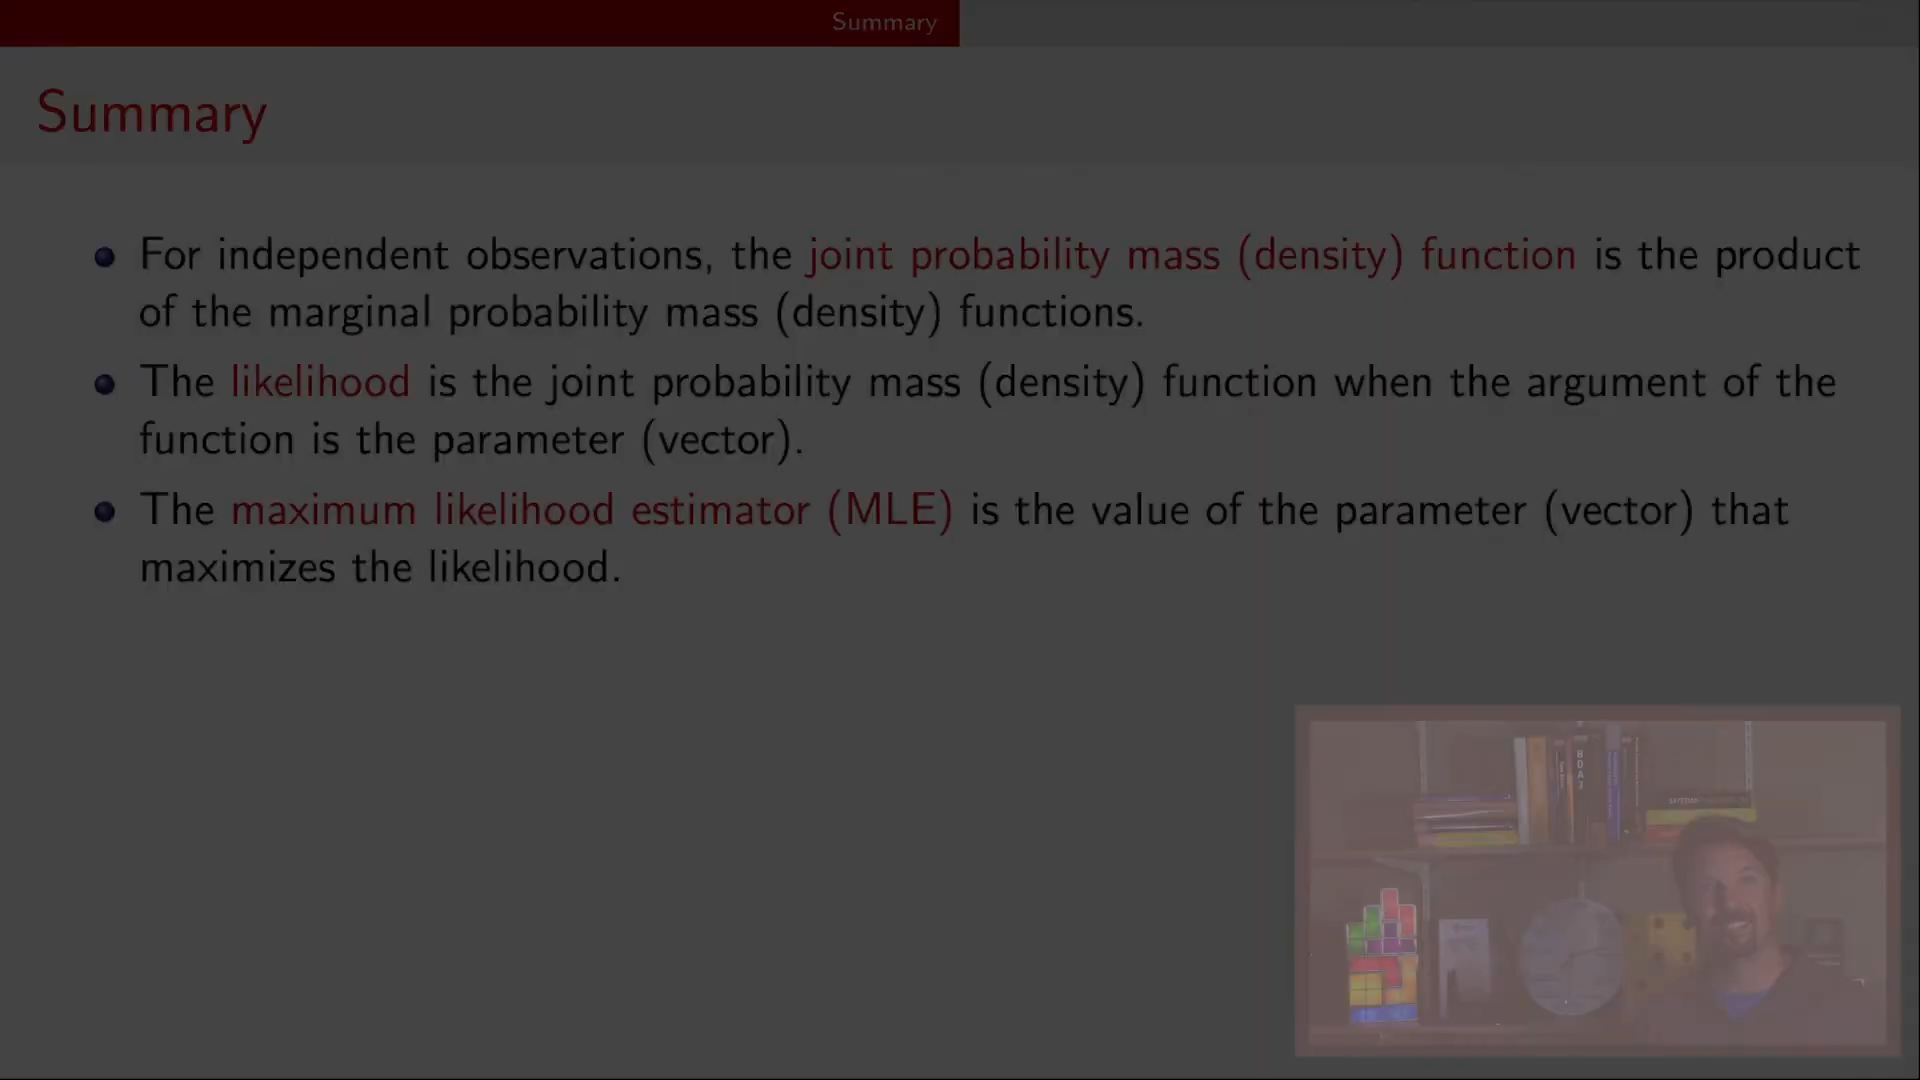 Summary
Summary
For independent observations, the joint probability mass (density) function is the product
of the marginal probability mass (density) functions.
The likelihood is the joint probability mass (density) function when the argument of the
function is the parameter (vector).
The maximum likelihood estimator (MLE) is the value of the parameter (vector) that
maximizes the likelihood.
BDA3